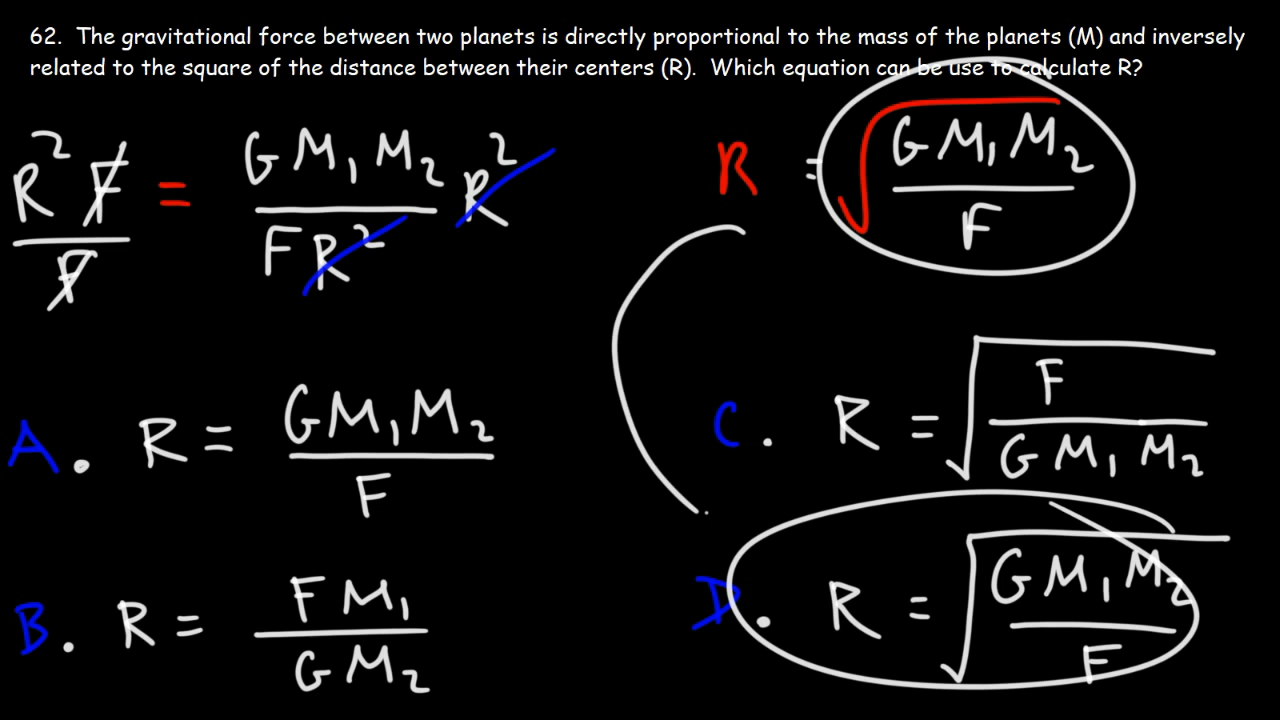 62. The gravitational force between two planets is directly proportional to the mass of the planets (M) and inversely
related to the square of the distance between their centers (R). Which equation can be use to calculate R?
R² F / F = G M₁ M₂ R² / F R²
R = √(G M₁ M₂ / F)
A. R = G M₁ M₂ / F
B. R = F M₁ / G M₂
C. R = √(F / G M₁ M₂)
D. R = √(G M₁ M₂ / F)